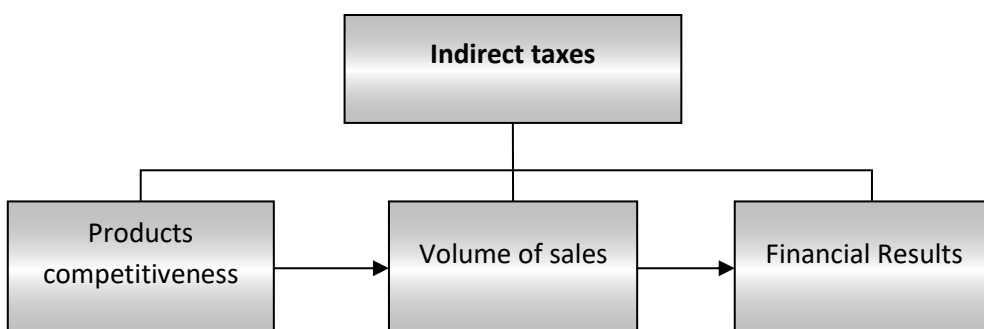 Indirect taxes
Products
competitiveness
Volume of sales
Financial Results